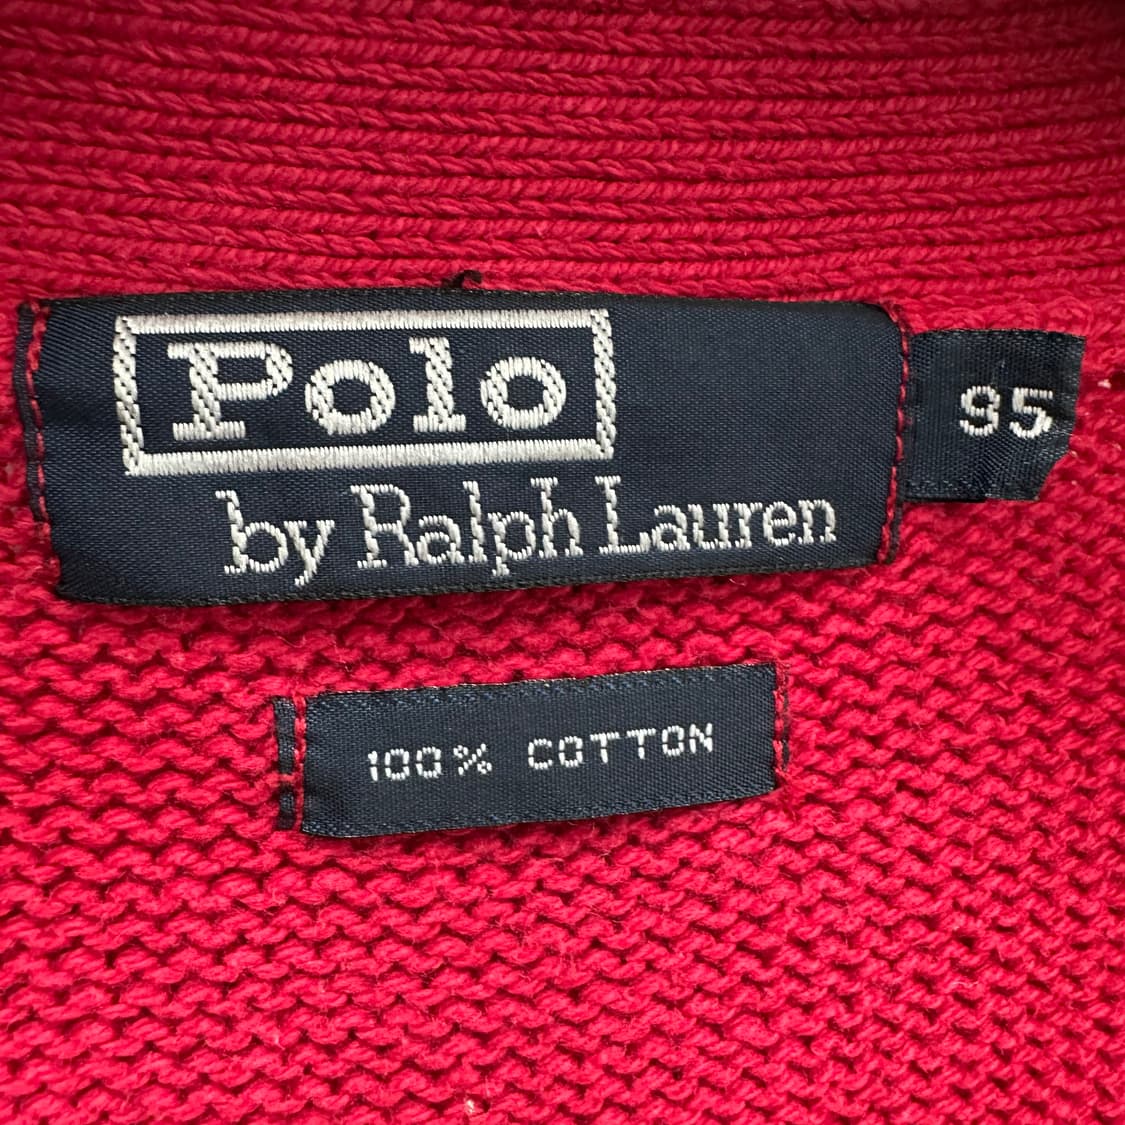 Polo
by Ralph Lauren
95
100% COTTON